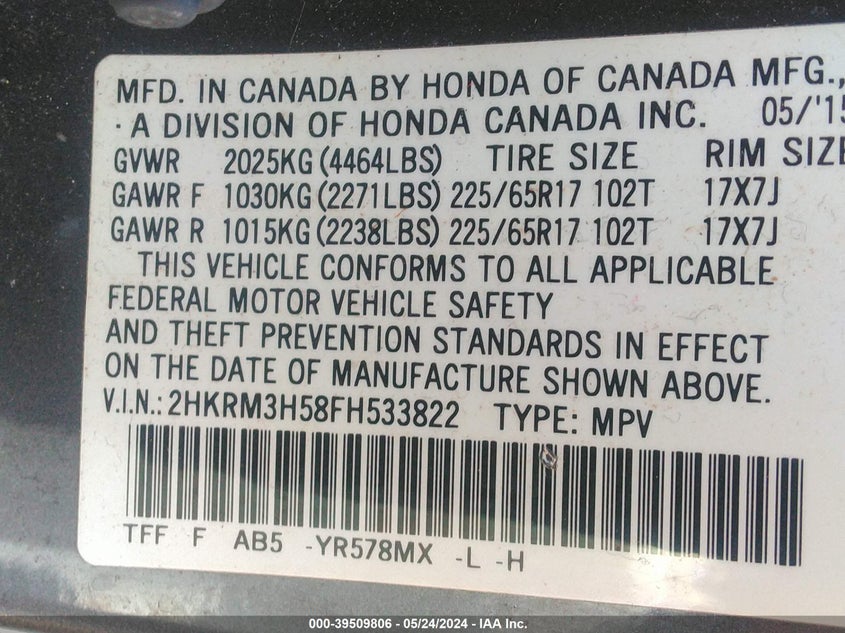 MFD. IN CANADA BY HONDA OF CANADA MFG.,
· A DIVISION OF HONDA CANADA INC. 05/'15
GVWR 2025KG (4464LBS) TIRE SIZE RIM SIZE
GAWR F 1030KG (2271LBS) 225/65R17 102T 17X7J
GAWR R 1015KG (2238LBS) 225/65R17 102T 17X7J
THIS VEHICLE CONFORMS TO ALL APPLICABLE
FEDERAL MOTOR VEHICLE SAFETY
AND THEFT PREVENTION STANDARDS IN EFFECT
ON THE DATE OF MANUFACTURE SHOWN ABOVE.
V.I.N.: 2HKRM3H58FH533822 TYPE: MPV
TFF F AB5 -YR578MX -L -H
000-39509806 - 05/24/2024 - IAA Inc.